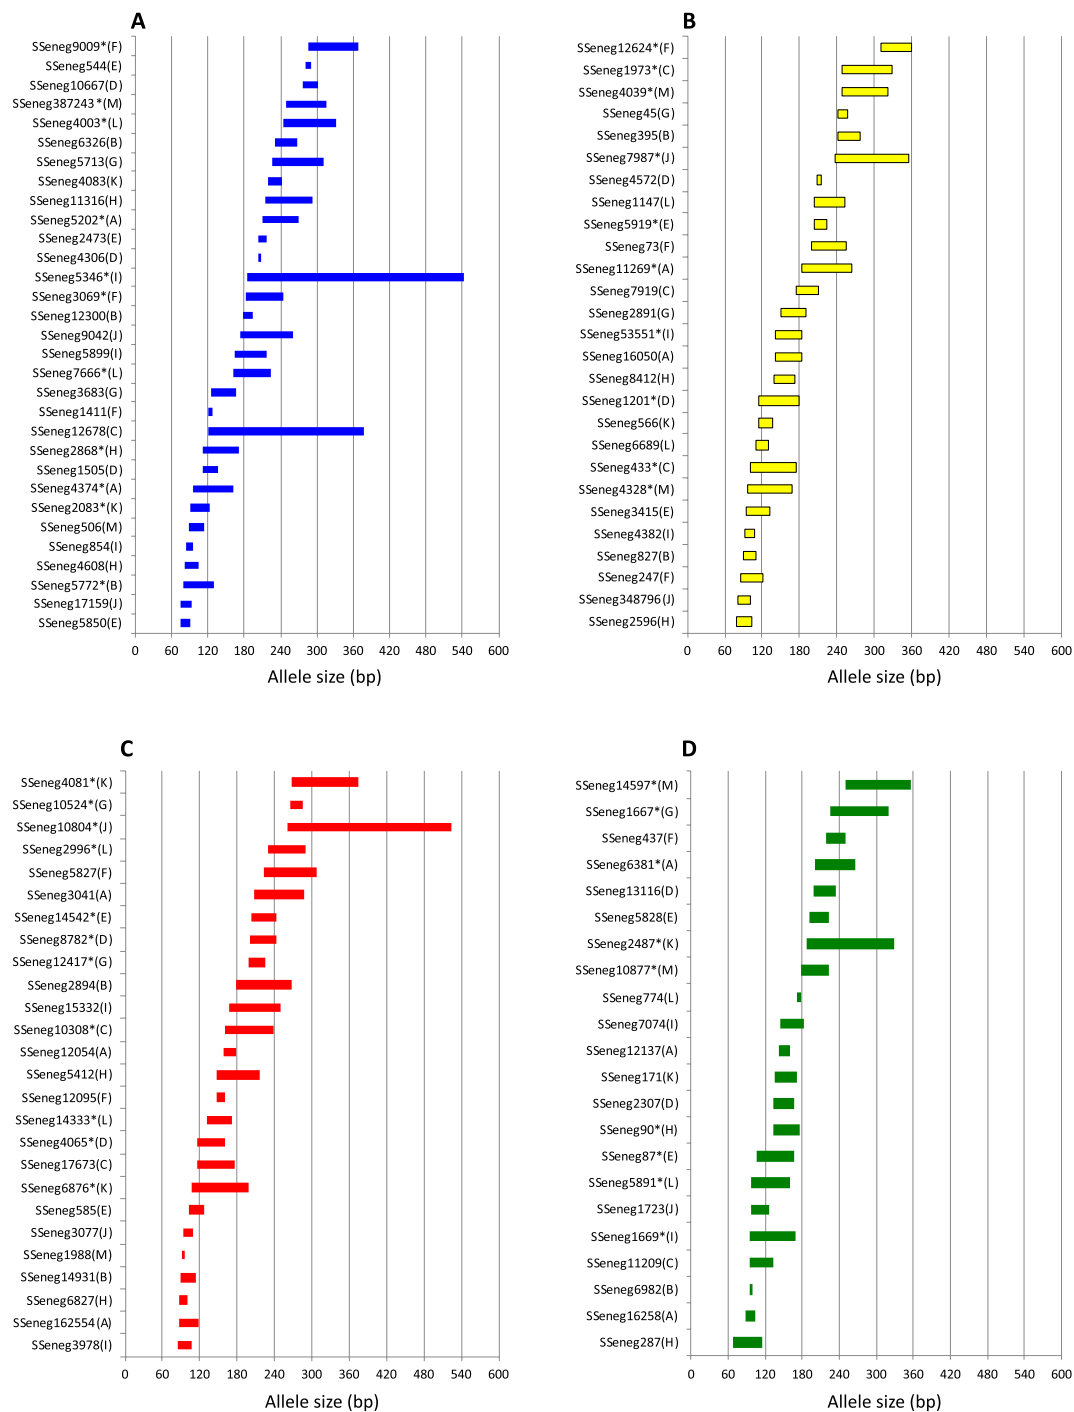 A
SSeneg9009*(F)
SSeneg544(E)
SSeneg10667(D)
SSeneg387243*(M)
SSeneg4003*(L)
SSeneg6326(B)
SSeneg5713(G)
SSeneg4083(K)
SSeneg11316(H)
SSeneg5202*(A)
SSeneg2473(E)
SSeneg4306(D)
SSeneg5346*(I)
SSeneg3069*(F)
SSeneg12300(B)
SSeneg9042(J)
SSeneg5899(I)
SSeneg7666*(L)
SSeneg3683(G)
SSeneg1411(F)
SSeneg12678(C)
SSeneg2868*(H)
SSeneg1505(D)
SSeneg4374*(A)
SSeneg2083*(K)
SSeneg506(M)
SSeneg854(I)
SSeneg4608(H)
SSeneg5772*(B)
SSeneg17159(J)
SSeneg5850(E)
0 60 120 180 240 300 360 420 480 540 600
Allele size (bp)
B
SSeneg12624*(F)
SSeneg1973*(C)
SSeneg4039*(M)
SSeneg45(G)
SSeneg395(B)
SSeneg7987*(J)
SSeneg4572(D)
SSeneg1147(L)
SSeneg5919*(E)
SSeneg73(F)
SSeneg11269*(A)
SSeneg7919(C)
SSeneg2891(G)
SSeneg53551*(I)
SSeneg16050(A)
SSeneg8412(H)
SSeneg1201*(D)
SSeneg566(K)
SSeneg6689(L)
SSeneg433*(C)
SSeneg4328*(M)
SSeneg3415(E)
SSeneg4382(I)
SSeneg827(B)
SSeneg247(F)
SSeneg348796(J)
SSeneg2596(H)
0 60 120 180 240 300 360 420 480 540 600
Allele size (bp)
C
SSeneg4081*(K)
SSeneg10524*(G)
SSeneg10804*(J)
SSeneg2996*(L)
SSeneg5827(F)
SSeneg3041(A)
SSeneg14542*(E)
SSeneg8782*(D)
SSeneg12417*(G)
SSeneg2894(B)
SSeneg15332(I)
SSeneg10308*(C)
SSeneg12054(A)
SSeneg5412(H)
SSeneg12095(F)
SSeneg14333*(L)
SSeneg4065*(D)
SSeneg17673(C)
SSeneg6876*(K)
SSeneg585(E)
SSeneg3077(J)
SSeneg1988(M)
SSeneg14931(B)
SSeneg6827(H)
SSeneg162554(A)
SSeneg3978(I)
0 60 120 180 240 300 360 420 480 540 600
Allele size (bp)
D
SSeneg14597*(M)
SSeneg1667*(G)
SSeneg437(F)
SSeneg6381*(A)
SSeneg13116(D)
SSeneg5828(E)
SSeneg2487*(K)
SSeneg10877*(M)
SSeneg774(L)
SSeneg7074(I)
SSeneg12137(A)
SSeneg171(K)
SSeneg2307(D)
SSeneg90*(H)
SSeneg87*(E)
SSeneg5891*(L)
SSeneg1723(J)
SSeneg1669*(I)
SSeneg11209(C)
SSeneg6982(B)
SSeneg16258(A)
SSeneg287(H)
0 60 120 180 240 300 360 420 480 540 600
Allele size (bp)